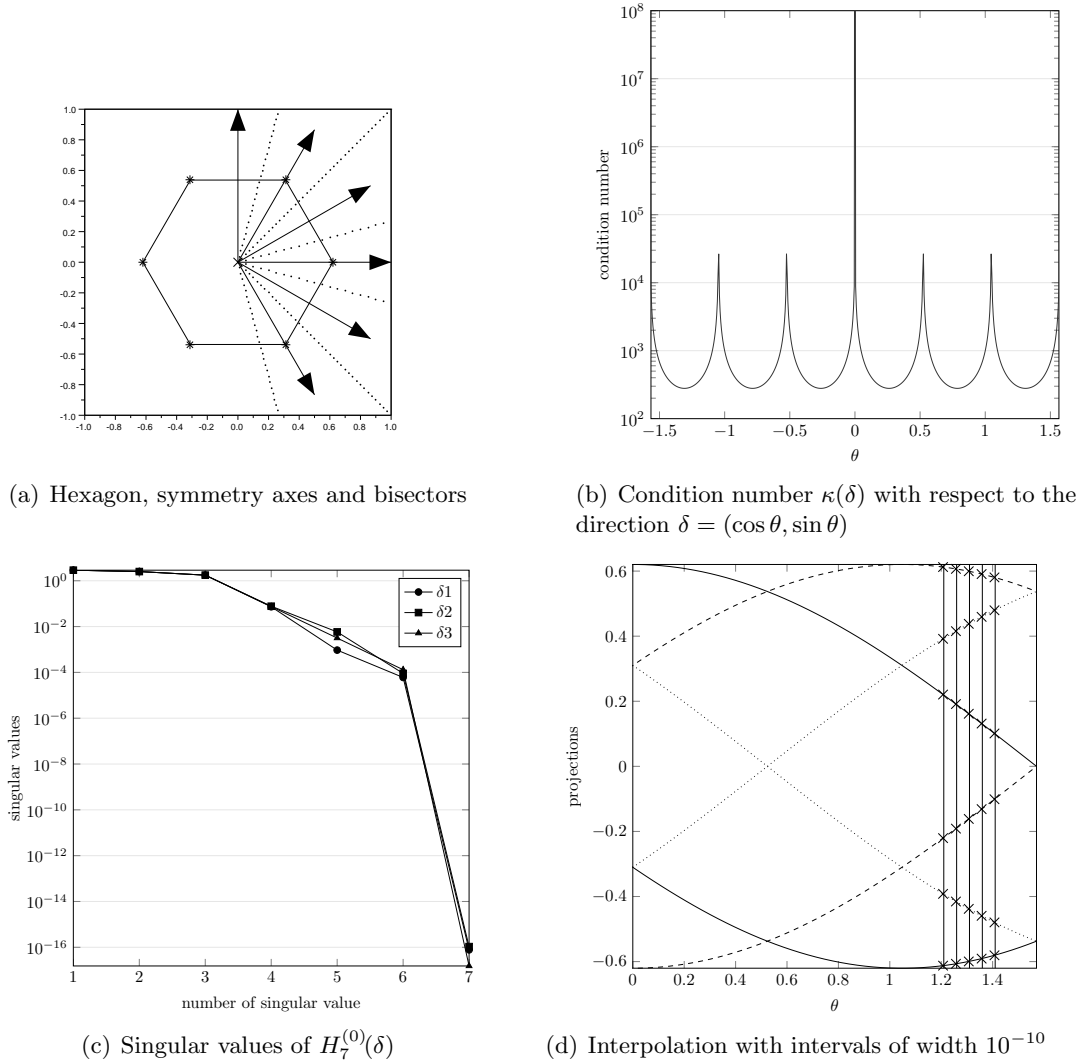 1.0
0.8
0.6
0.4
0.2
0.0
-0.2
-0.4
-0.6
-0.8
-1.0
-1.0 -0.8 -0.6 -0.4 -0.2 0.0 0.2 0.4 0.6 0.8 1.0
(a) Hexagon, symmetry axes and bisectors
10^8
10^7
10^6
10^5
10^4
10^3
10^2
condition number
−1.5 −1 −0.5 0 0.5 1 1.5
θ
(b) Condition number κ(δ) with respect to the
direction δ = (cos θ, sin θ)
10^0
10^−2
10^−4
10^−6
10^−8
10^−10
10^−12
10^−14
10^−16
singular values
δ1
δ2
δ3
1 2 3 4 5 6 7
number of singular value
(c) Singular values of H_7^(0)(δ)
0.6
0.4
0.2
0
−0.2
−0.4
−0.6
projections
0 0.2 0.4 0.6 0.8 1 1.2 1.4
θ
(d) Interpolation with intervals of width 10^−10